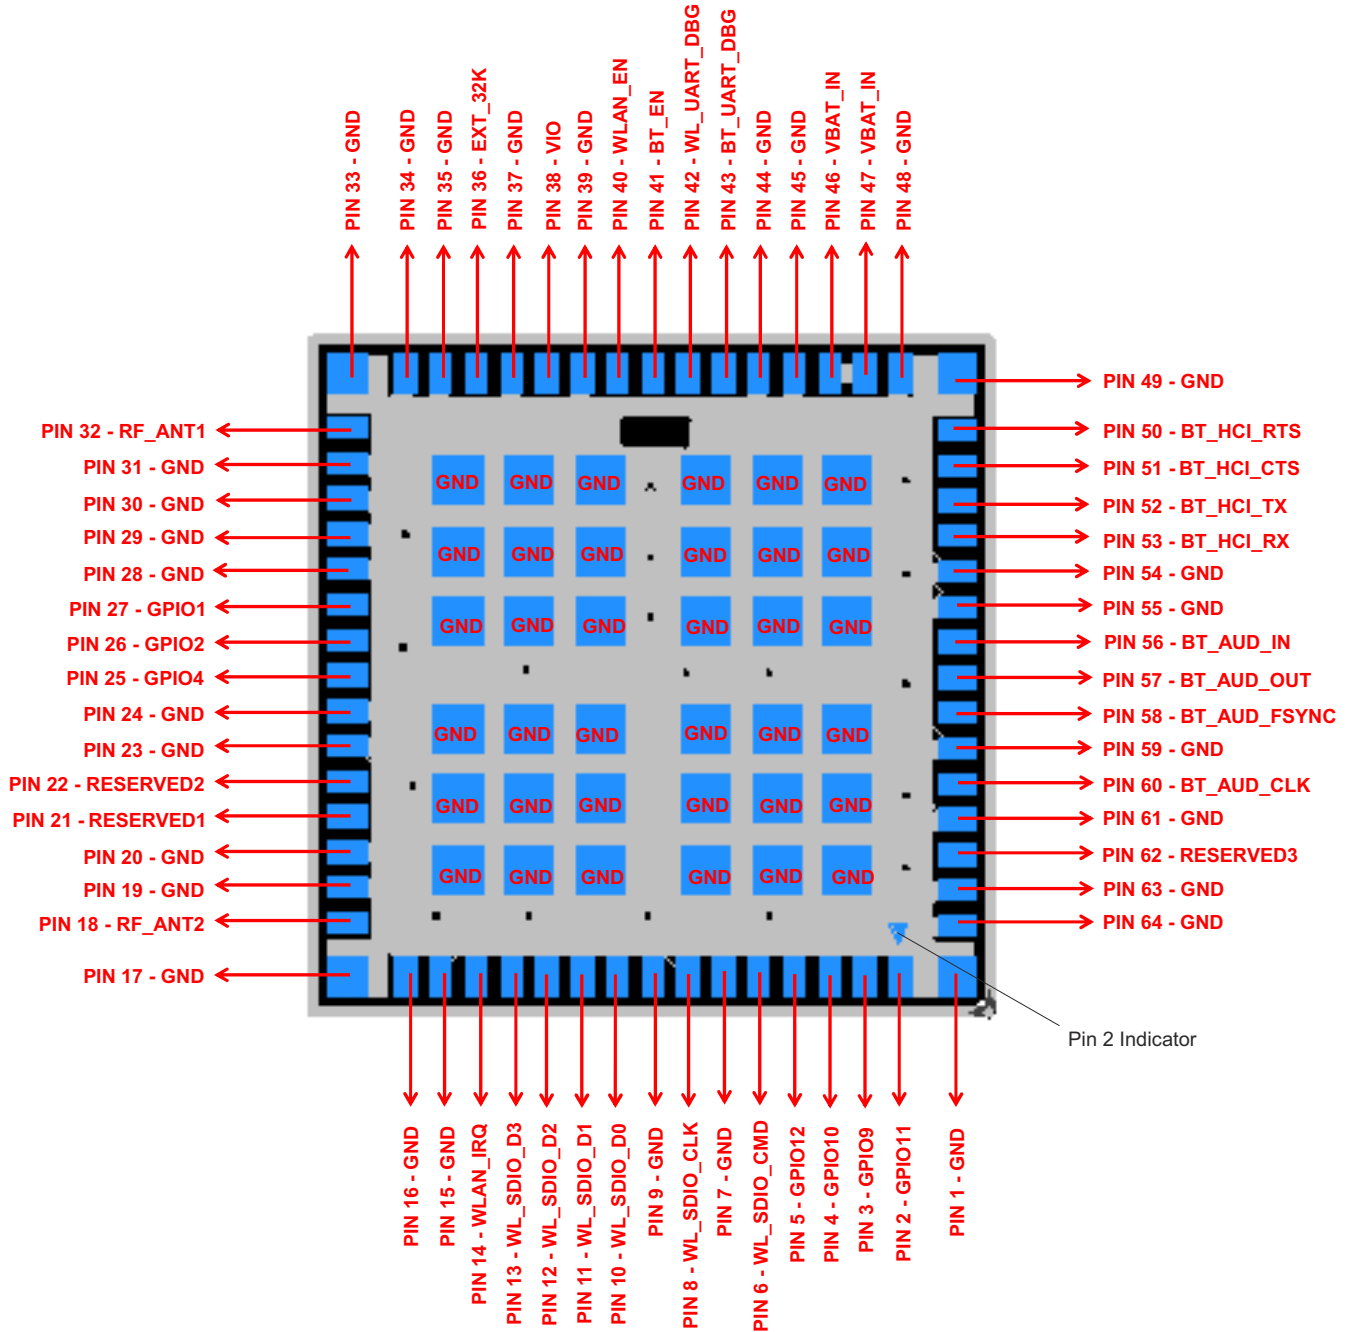 PIN 33 - GND
PIN 34 - GND
PIN 35 - GND
PIN 36 - EXT_32K
PIN 37 - GND
PIN 38 - VIO
PIN 39 - GND
PIN 40 - WLAN_EN
PIN 41 - BT_EN
PIN 42 - WL_UART_DBG
PIN 43 - BT_UART_DBG
PIN 44 - GND
PIN 45 - GND
PIN 46 - VBAT_IN
PIN 47 - VBAT_IN
PIN 48 - GND
PIN 32 - RF_ANT1
PIN 31 - GND
PIN 30 - GND
PIN 29 - GND
PIN 28 - GND
PIN 27 - GPIO1
PIN 26 - GPIO2
PIN 25 - GPIO4
PIN 24 - GND
PIN 23 - GND
PIN 22 - RESERVED2
PIN 21 - RESERVED1
PIN 20 - GND
PIN 19 - GND
PIN 18 - RF_ANT2
PIN 17 - GND
GND GND GND GND GND GND
GND GND GND GND GND GND
GND GND GND GND GND GND
GND GND GND GND GND GND
GND GND GND GND GND GND
GND GND GND GND GND GND
PIN 49 - GND
PIN 50 - BT_HCI_RTS
PIN 51 - BT_HCI_CTS
PIN 52 - BT_HCI_TX
PIN 53 - BT_HCI_RX
PIN 54 - GND
PIN 55 - GND
PIN 56 - BT_AUD_IN
PIN 57 - BT_AUD_OUT
PIN 58 - BT_AUD_FSYNC
PIN 59 - GND
PIN 60 - BT_AUD_CLK
PIN 61 - GND
PIN 62 - RESERVED3
PIN 63 - GND
PIN 64 - GND
Pin 2 Indicator
PIN 16 - GND
PIN 15 - GND
PIN 14 - WLAN_IRQ
PIN 13 - WL_SDIO_D3
PIN 12 - WL_SDIO_D2
PIN 11 - WL_SDIO_D1
PIN 10 - WL_SDIO_D0
PIN 9 - GND
PIN 8 - WL_SDIO_CLK
PIN 7 - GND
PIN 6 - WL_SDIO_CMD
PIN 5 - GPIO12
PIN 4 - GPIO10
PIN 3 - GPIO9
PIN 2 - GPIO11
PIN 1 - GND